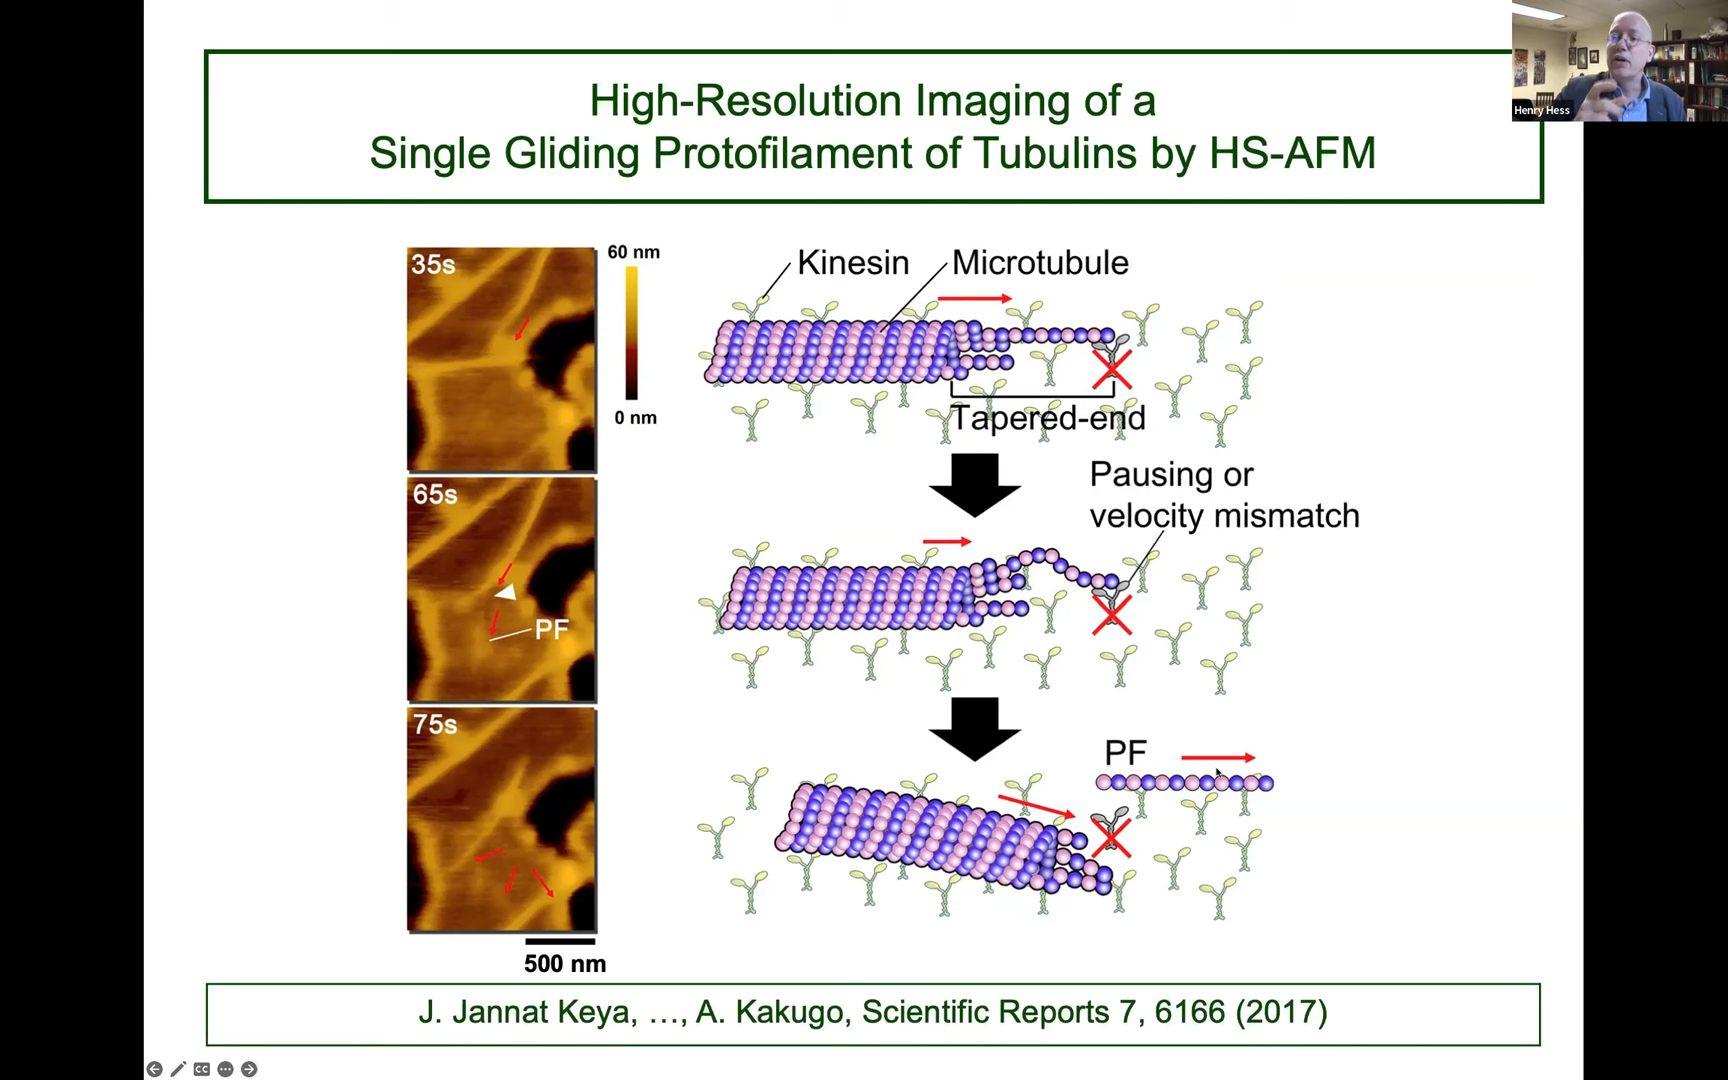 High-Resolution Imaging of a
Single Gliding Protofilament of Tubulins by HS-AFM
Henry Hess
35s
60 nm
0 nm
65s
PF
75s
500 nm
Kinesin
Microtubule
Tapered-end
Pausing or
velocity mismatch
PF
J. Jannat Keya, ..., A. Kakugo, Scientific Reports 7, 6166 (2017)
CC